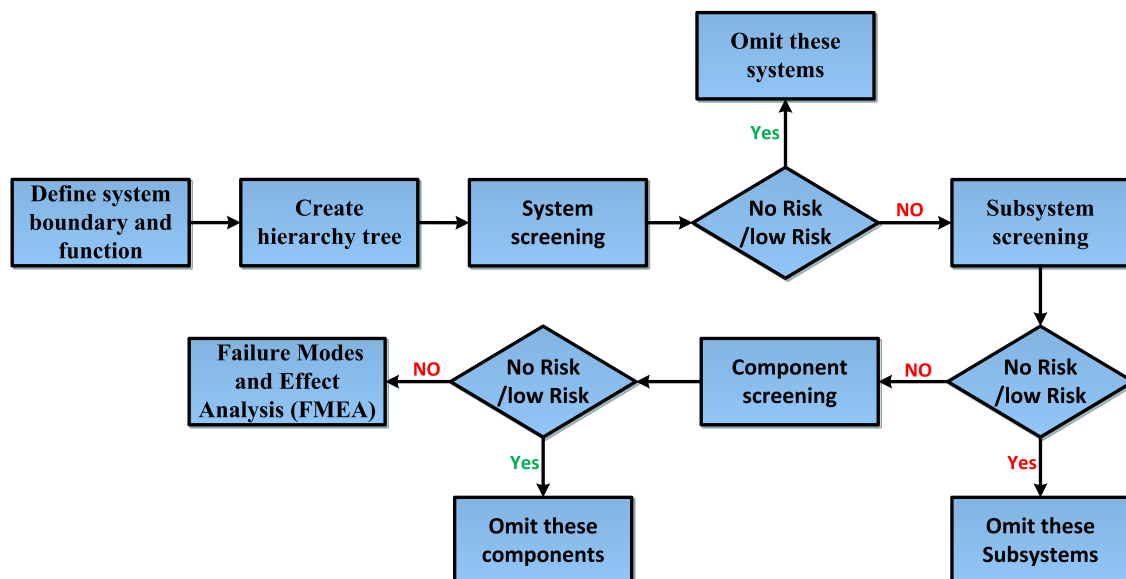 Omit these
systems
Yes
Define system
boundary and
function
Create
hierarchy tree
System
screening
No Risk
/low Risk
NO
Subsystem
screening
Failure Modes
and Effect
Analysis (FMEA)
NO
No Risk
/low Risk
Component
screening
NO
No Risk
/low Risk
Yes
Yes
Omit these
components
Omit these
Subsystems